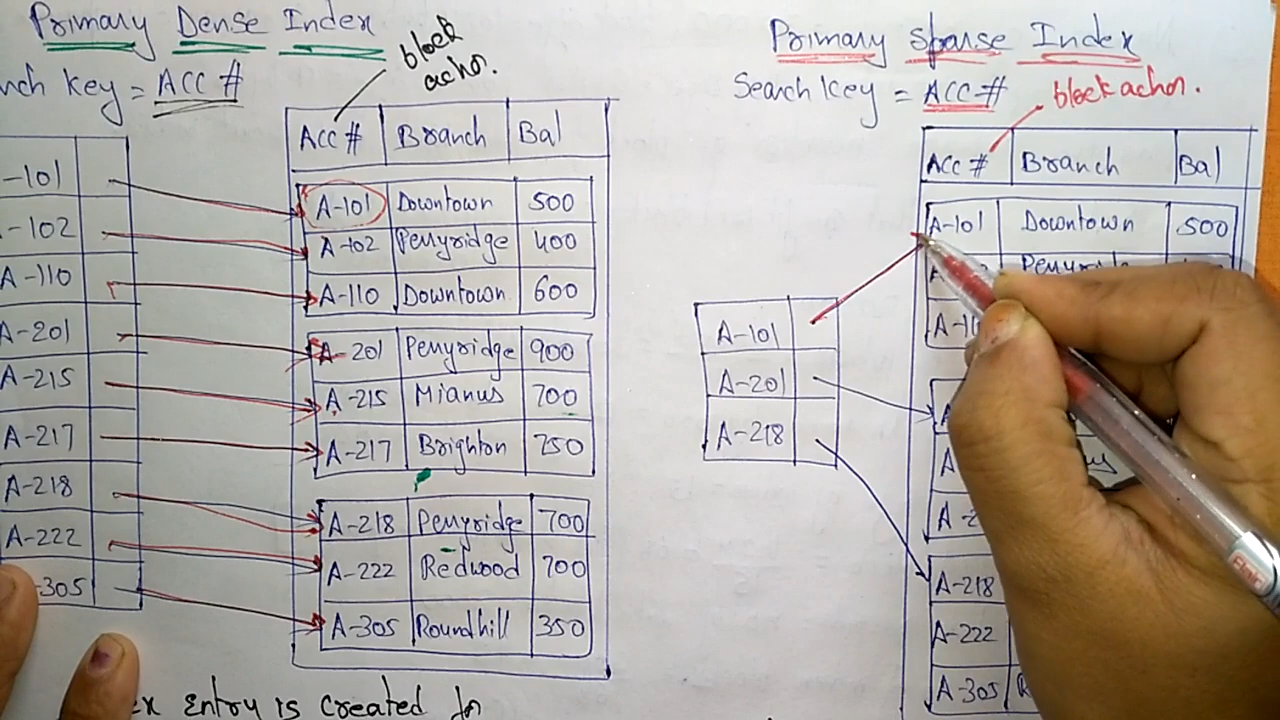 Primary Dense Index
block
achor.
nch Key = Acc #
Acc # Branch Bal
-101
A-101 Downtown 500
-102
A-102 Perryridge 400
A-110
A-110 Downtown 600
A-201
A-201 Perryridge 900
A-215
A-215 Mianus 700
A-217
A-217 Brighton 750
A-218
A-218 Perryridge 700
A-222
A-222 Redwood 700
-305
A-305 Roundhill 350
ex Entry is created
Primary Sparse Index
Search Key = Acc #
block achor.
Acc # Branch Bal
A-101 Downtown 500
A-101
A-201
A-218
A-218
A-222
A-305 R